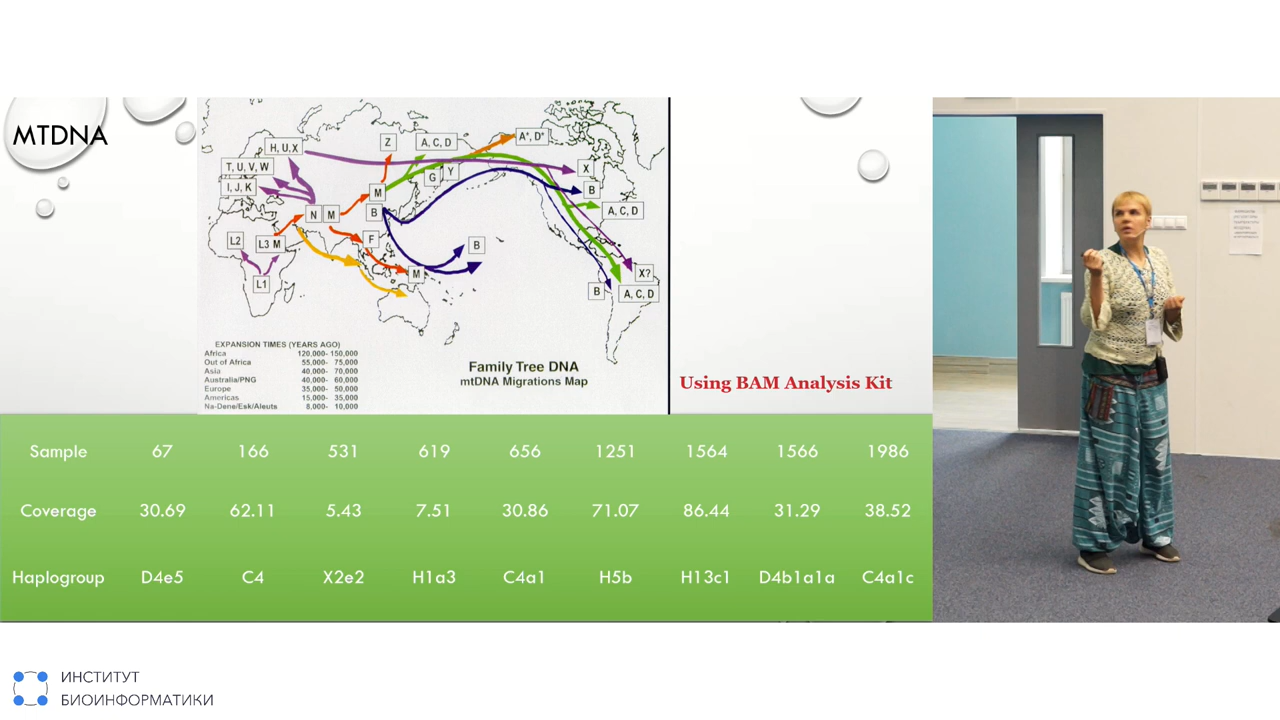 MTDNA
H, U,X
Z
A, C, D
A*, D*
T, U, V, W
I, J, K
M
G
Y
X
B
B
A, C, D
N
M
L2
L3 M
F
B
L1
M
X?
B
A, C, D
EXPANSION TIMES (YEARS AGO)
Africa 120,000- 150,000
Out of Africa 55,000- 75,000
Asia 40,000- 70,000
Australia/PNG 40,000- 60,000
Europe 35,000- 50,000
Americas 15,000- 35,000
Na-Dene/Esk/Aleuts 8,000- 10,000
Family Tree DNA
mtDNA Migrations Map
Using BAM Analysis Kit
Sample 67 166 531 619 656 1251 1564 1566 1986
Coverage 30.69 62.11 5.43 7.51 30.86 71.07 86.44 31.29 38.52
Haplogroup D4e5 C4 X2e2 H1a3 C4a1 H5b H13c1 D4b1a1a C4a1c
ИНСТИТУТ
БИОИНФОРМАТИКИ